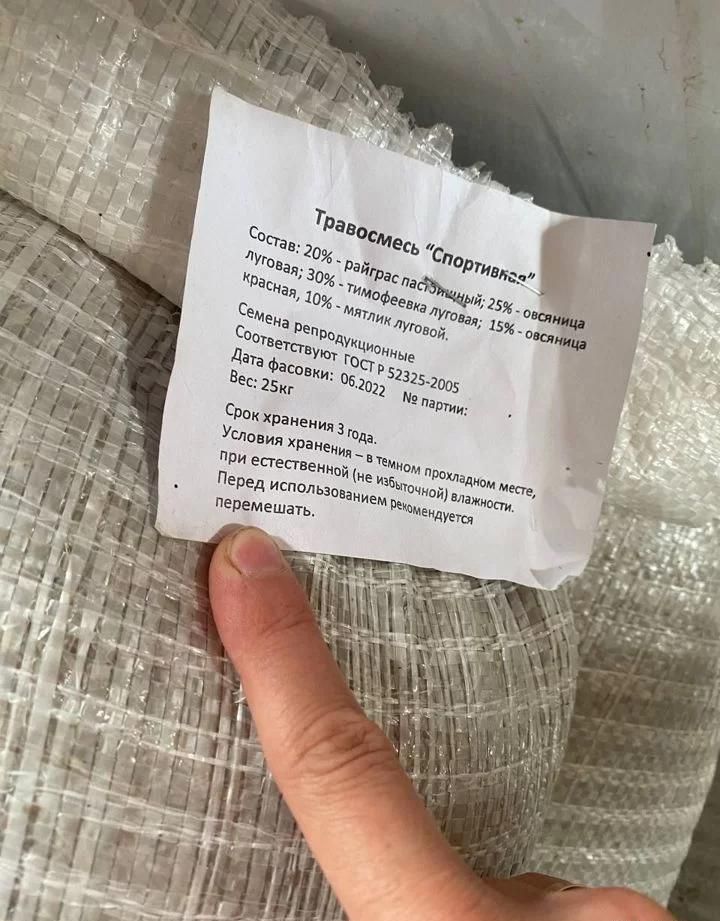 Травосмесь "Спортивная"
Состав: 20% - райграс пастбищный; 25% - овсяница
луговая; 30% - тимофеевка луговая; 15% - овсяница
красная, 10% - мятлик луговой.
Семена репродукционные
Соответствуют ГОСТ Р 52325-2005
Дата фасовки: 06.2022 № партии:
Вес: 25кг
Срок хранения 3 года.
Условия хранения – в темном прохладном месте,
при естественной (не избыточной) влажности.
Перед использованием рекомендуется
перемешать.